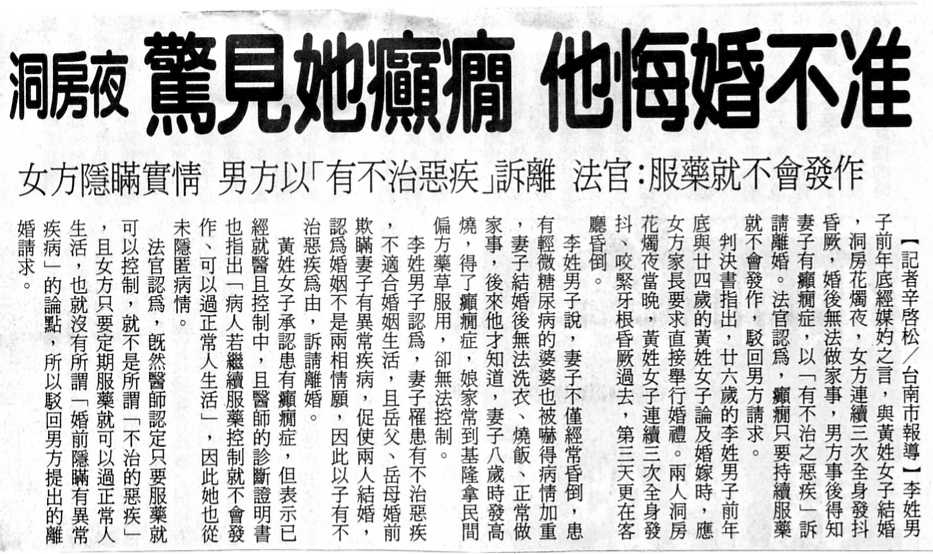 洞房夜 驚見她癲癇 他悔婚不准
女方隱瞞實情 男方以「有不治惡疾」訴離 法官：服藥就不會發作
【記者辛啓松╱台南市報導】李姓男
子前年底經媒妁之言，與黃姓女子結婚
，洞房花燭夜，女方連續三次全身發抖
昏厥，婚後無法做家事，男方事後得知
妻子有癲癇症，以「有不治之惡疾」訴
請離婚。法官認為，癲癇只要持續服藥
就不會發作，駁回男方請求。
判決書指出，廿六歲的李姓男子前年
底與廿四歲的黃姓女子論及婚嫁時，應
女方家長要求直接舉行婚禮。兩人洞房
花燭夜當晚，黃姓女子連續三次全身發
抖、咬緊牙根昏厥過去，第三天更在客
廳昏倒。
李姓男子說，妻子不僅經常昏倒，患
有輕微糖尿病的婆婆也被嚇得病情加重
，妻子結婚後無法洗衣、燒飯、正常做
家事，後來他才知道，妻子八歲時發高
燒，得了癲癇症，娘家常到基隆拿民間
偏方藥草服用，卻無法控制。
李姓男子認為，妻子罹患有不治惡疾
，不適合婚姻生活，且岳父、岳母婚前
欺瞞妻子有異常疾病，促使兩人結婚，
認為婚姻不是兩相情願，因此以子有不
治惡疾為由，訴請離婚。
黃姓女子承認患有癲癇症，但表示已
經就醫且控制中，且醫師的診斷證明書
也指出「病人若繼續服藥控制就不會發
作、可以過正常人生活」，因此她也從
未隱匿病情。
法官認為，既然醫師認定只要服藥就
可以控制，就不是所謂「不治的惡疾」
，且女方只要定期服藥就可以過正常人
生活，也就沒有所謂「婚前隱瞞有異常
疾病」的論點，所以駁回男方提出的離
婚請求。